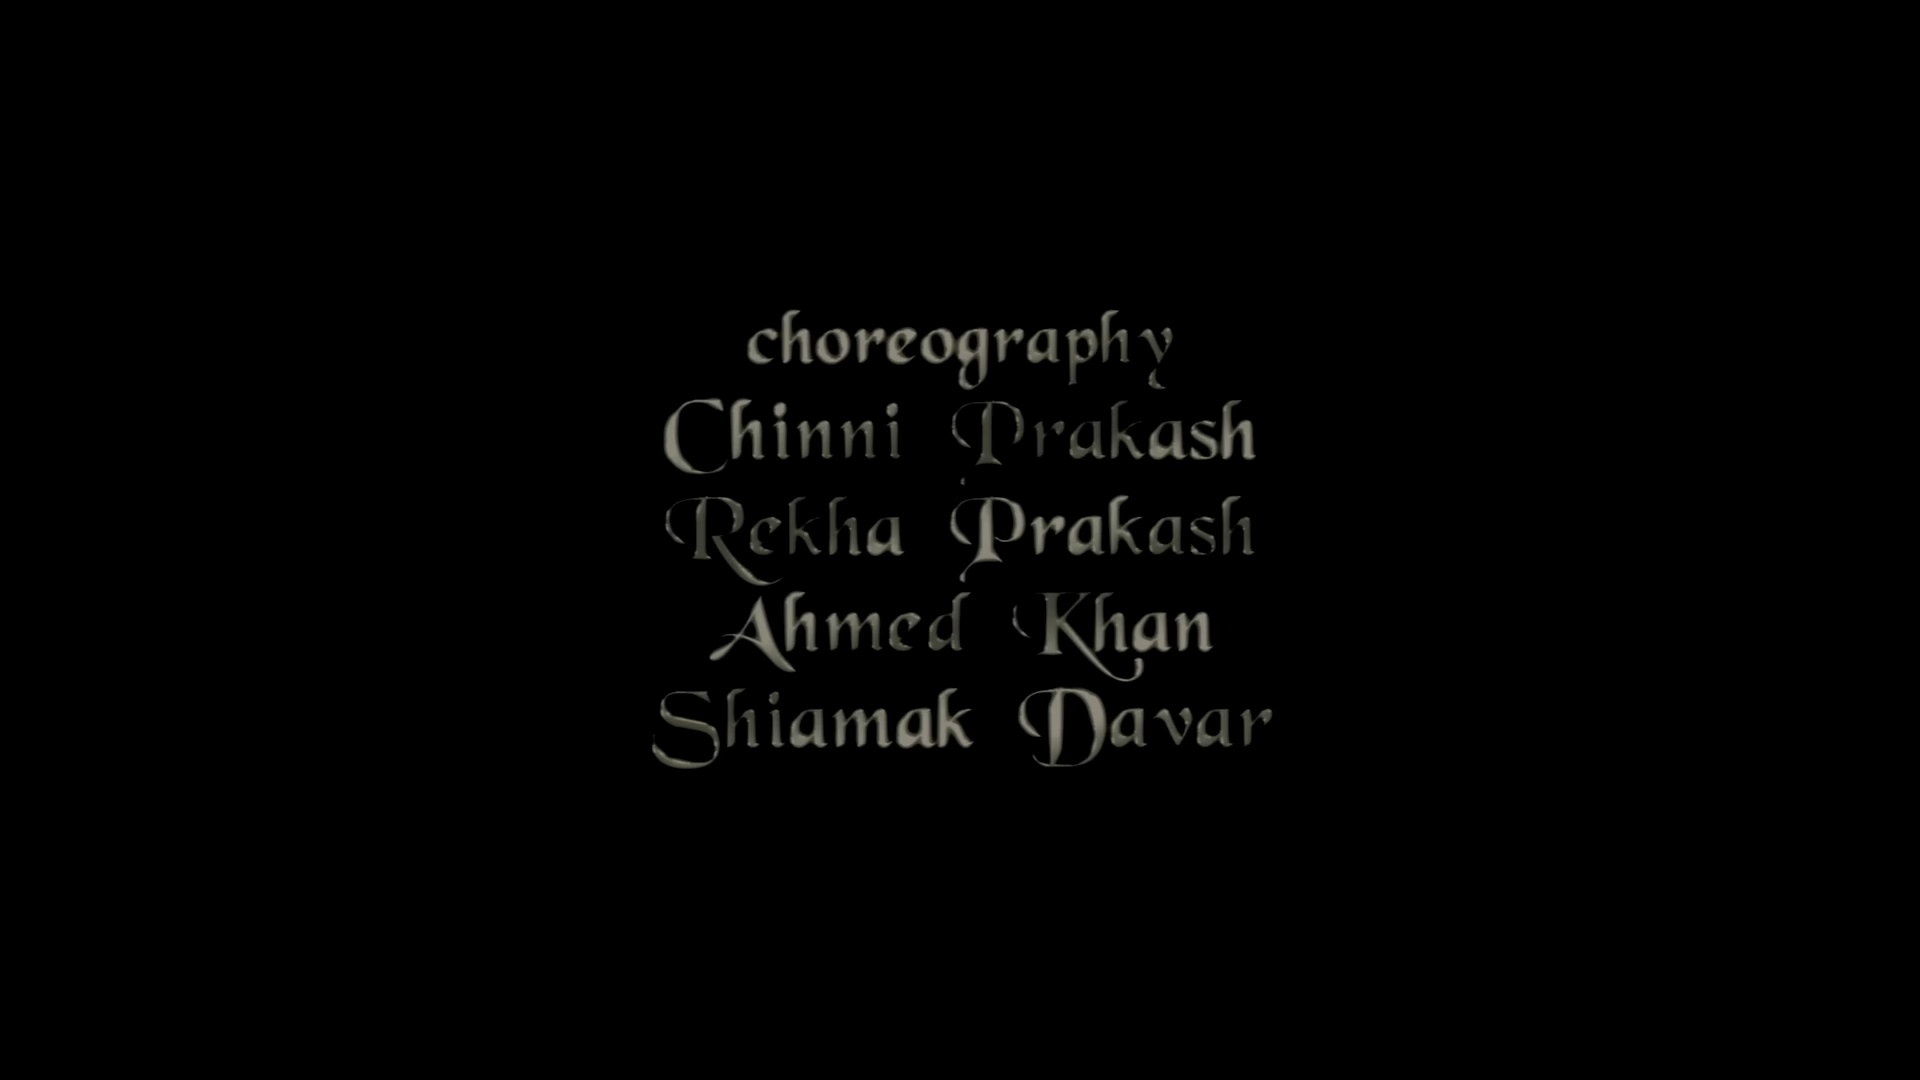 choreography
Chinni Prakash
Rekha Prakash
Ahmed Khan
Shiamak Davar